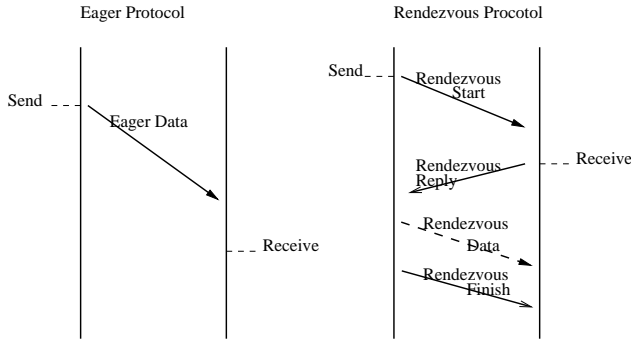 Eager Protocol
Send
Eager Data
Receive
Rendezvous Procotol
Send
Rendezvous
Start
Receive
Rendezvous
Reply
Rendezvous
Data
Rendezvous
Finish